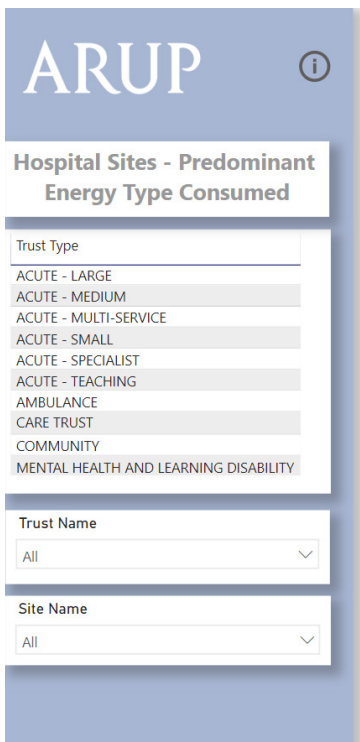 ARUP
i
Hospital Sites - Predominant
Energy Type Consumed
Trust Type
ACUTE - LARGE
ACUTE - MEDIUM
ACUTE - MULTI-SERVICE
ACUTE - SMALL
ACUTE - SPECIALIST
ACUTE - TEACHING
AMBULANCE
CARE TRUST
COMMUNITY
MENTAL HEALTH AND LEARNING DISABILITY
Trust Name
All
Site Name
All